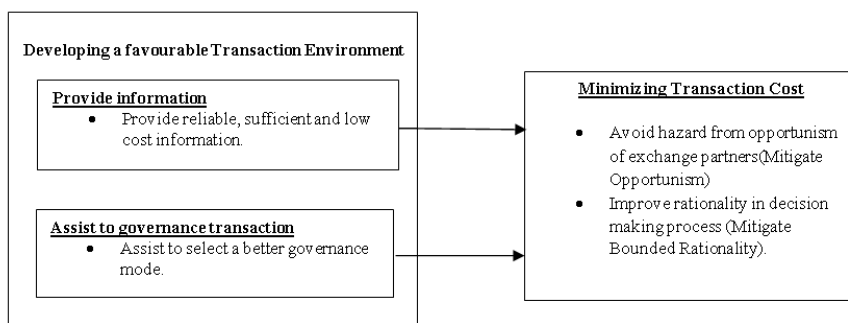 Developing a favourable Transaction Environment
Provide information
• Provide reliable, sufficient and low
cost information.
Assist to governance transaction
• Assist to select a better governance
mode.
Minimizing Transaction Cost
• Avoid hazard from opportunism
of exchange partners(Mitigate
Opportunism)
• Improve rationality in decision
making process (Mitigate
Bounded Rationality).